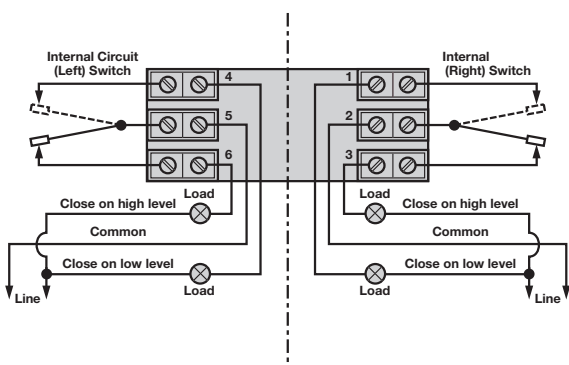 Internal Circuit
(Left) Switch
Internal
(Right) Switch
4
1
5
2
6
3
Load
Load
Close on high level
Close on high level
Common
Common
Close on low level
Close on low level
Line
Load
Load
Line